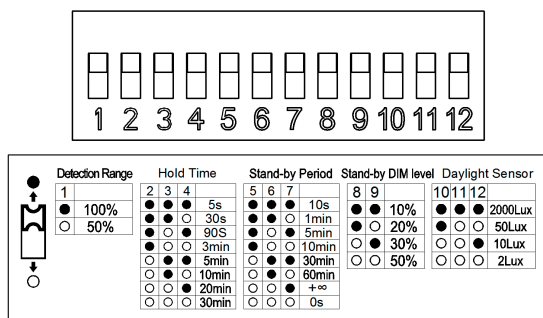 1 2 3 4 5 6 7 8 9 10 11 12
Detection Range Hold Time Stand-by Period Stand-by DIM level Daylight Sensor
1 2 3 4 5 6 7 8 9 10 11 12
● 100% ● ● ● 5s ● ● ● 10s ● ● 10% ● ● ● 2000Lux
○ 50% ● ● ○ 30s ● ● ○ 1min ● ○ 20% ● ○ ○ 50Lux
● ○ ● 90S ● ○ ● 5min ○ ● 30% ○ ○ ● 10Lux
● ○ ○ 3min ● ○ ○ 10min ○ ○ 50% ○ ○ ○ 2Lux
○ ● ● 5min ○ ● ● 30min
○ ● ○ 10min ○ ● ○ 60min
○ ○ ● 20min ○ ○ ● +∞
○ ○ ○ 30min ○ ○ ○ 0s